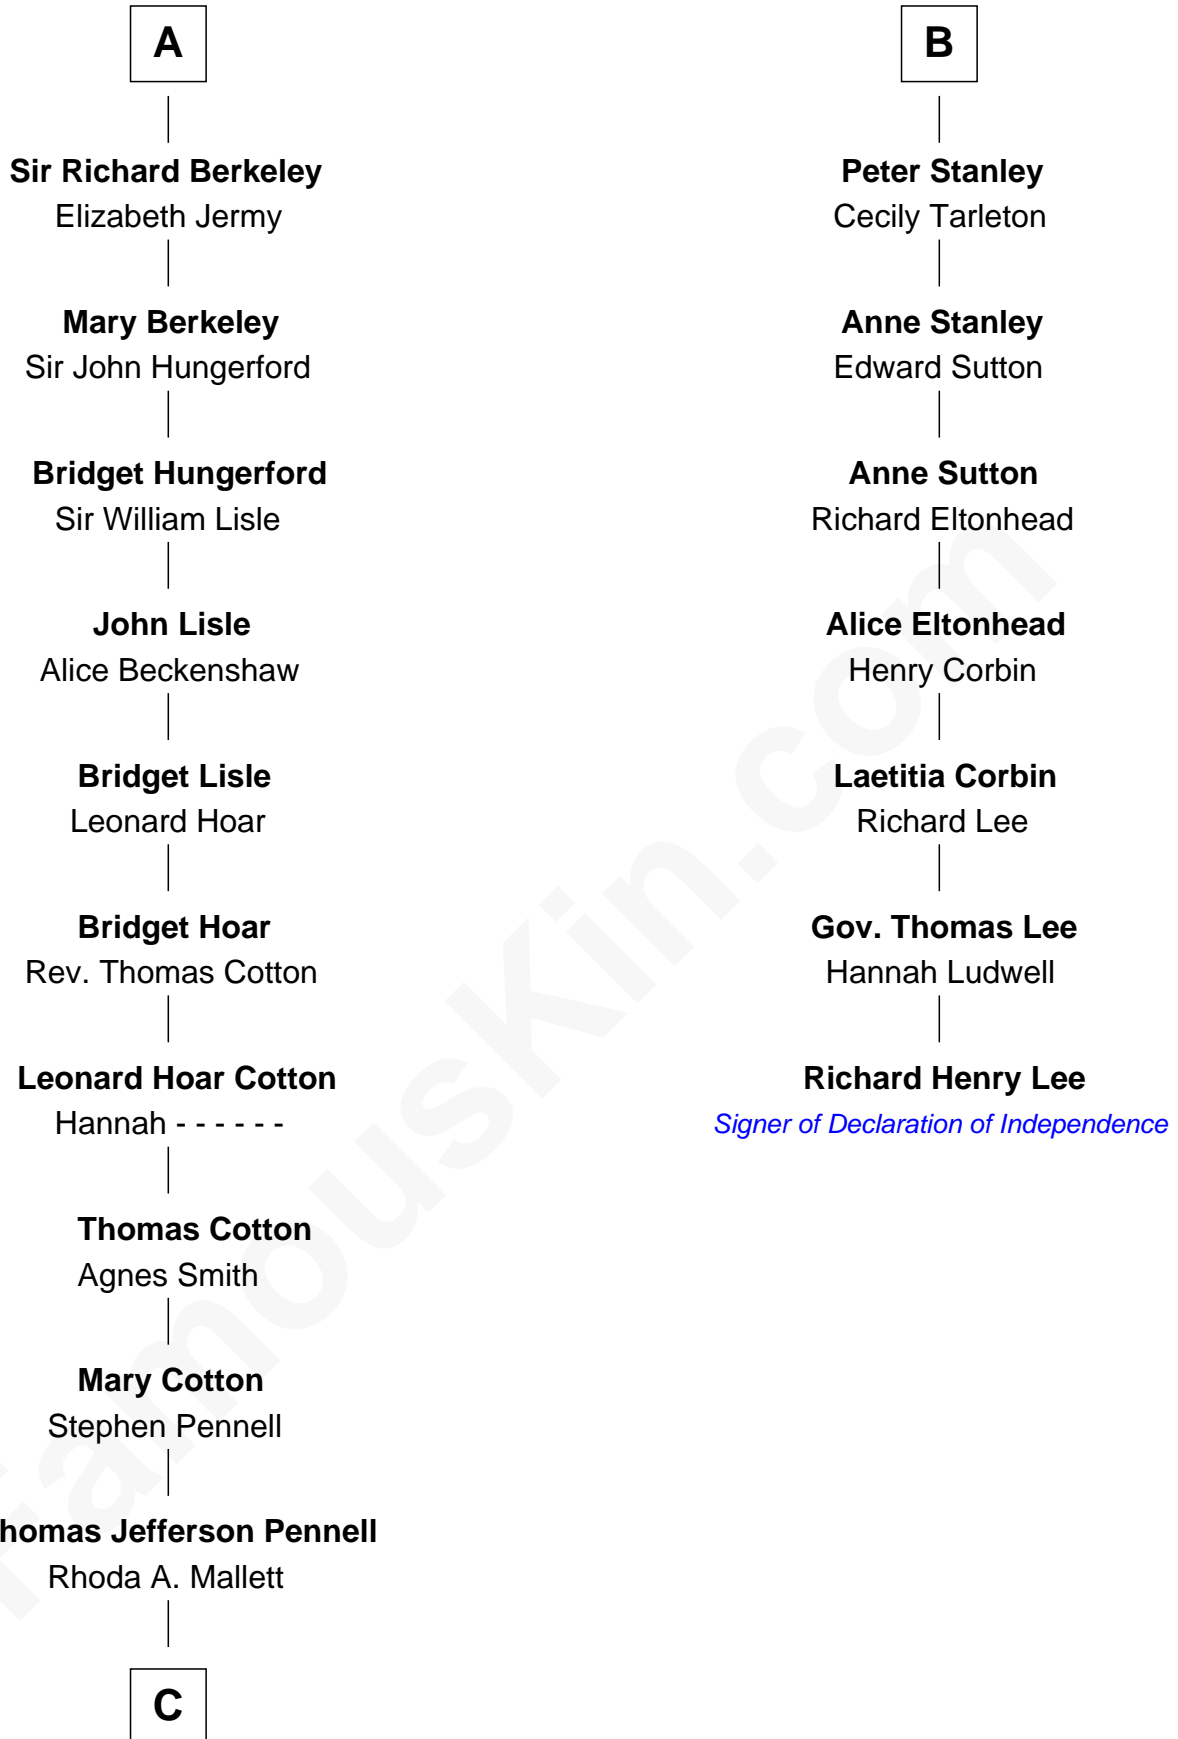 A
Sir Richard Berkeley
Elizabeth Jermy
Mary Berkeley
Sir John Hungerford
Bridget Hungerford
Sir William Lisle
John Lisle
Alice Beckenshaw
Bridget Lisle
Leonard Hoar
Bridget Hoar
Rev. Thomas Cotton
Leonard Hoar Cotton
Hannah - - - - - -
Thomas Cotton
Agnes Smith
Mary Cotton
Stephen Pennell
homas Jefferson Pennell
Rhoda A. Mallett
C
B
Peter Stanley
Cecily Tarleton
Anne Stanley
Edward Sutton
Anne Sutton
Richard Eltonhead
Alice Eltonhead
Henry Corbin
Laetitia Corbin
Richard Lee
Gov. Thomas Lee
Hannah Ludwell
Richard Henry Lee
Signer of Declaration of Independence
FamousKin.com